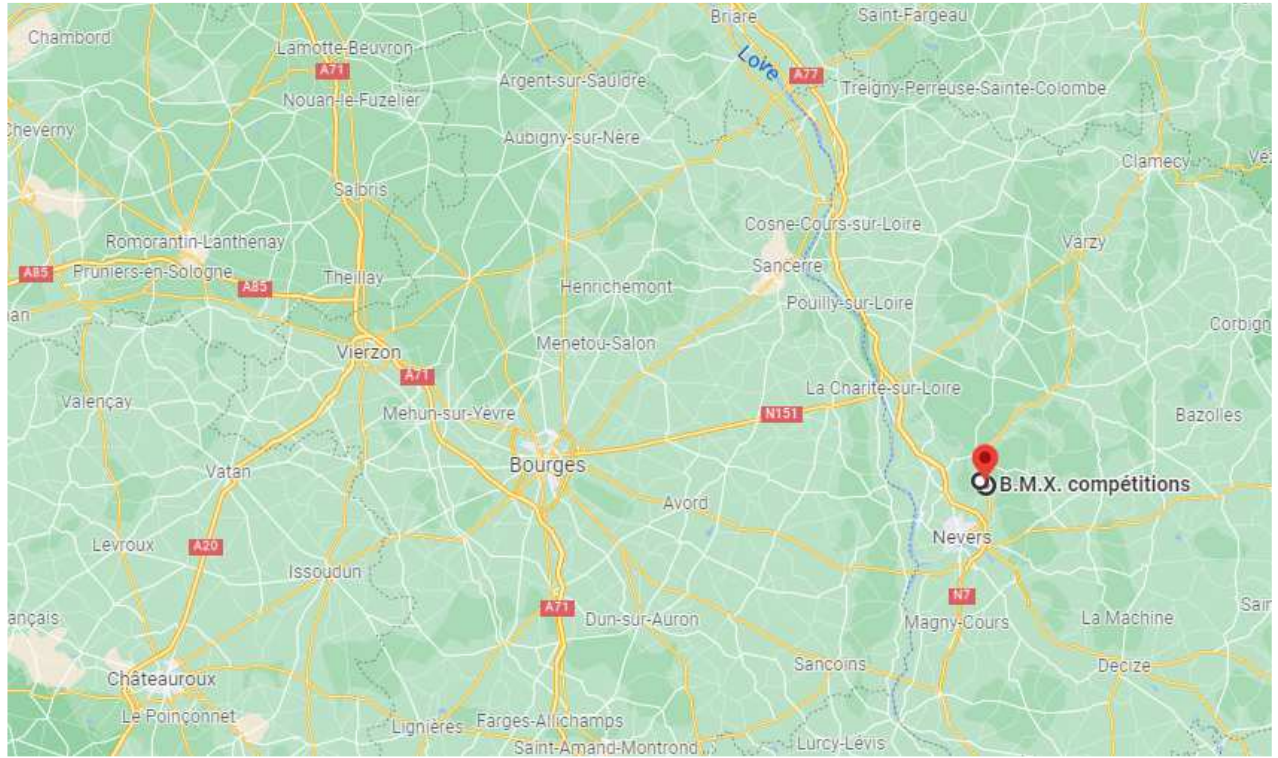 Briare
Saint-Fargeau
Chambord
Lamotte-Beuvron
A71
Argent-sur-Sauldre
Love
A77
Treigny-Perreuse-Sainte-Colombe
Nouan-le-Fuzelier
Cheverny
Aubigny-sur-Nère
Clamecy
Véz
Salbris
Cosne-Cours-sur-Loire
Romorantin-Lanthenay
Varzy
A85
Pruniers-en-Sologne
A85
Theillay
Henrichemont
Sancerre
Pouilly-sur-Loire
Corbign
Vierzon
Menetou-Salon
A71
La Charité-sur-Loire
Valençay
Mehun-sur-Yèvre
N151
Bazolles
Vatan
Bourges
B.M.X. compétitions
Avord
Nevers
Levroux
A20
Issoudun
N7
A71
Dun-sur-Auron
Magny-Cours
La Machine
Sain
ançais
Sancoins
Decize
Châteauroux
Le Poinçonnet
Lignières
Farges-Allichamps
Saint-Amand-Montrond
Lurcy-Lévis